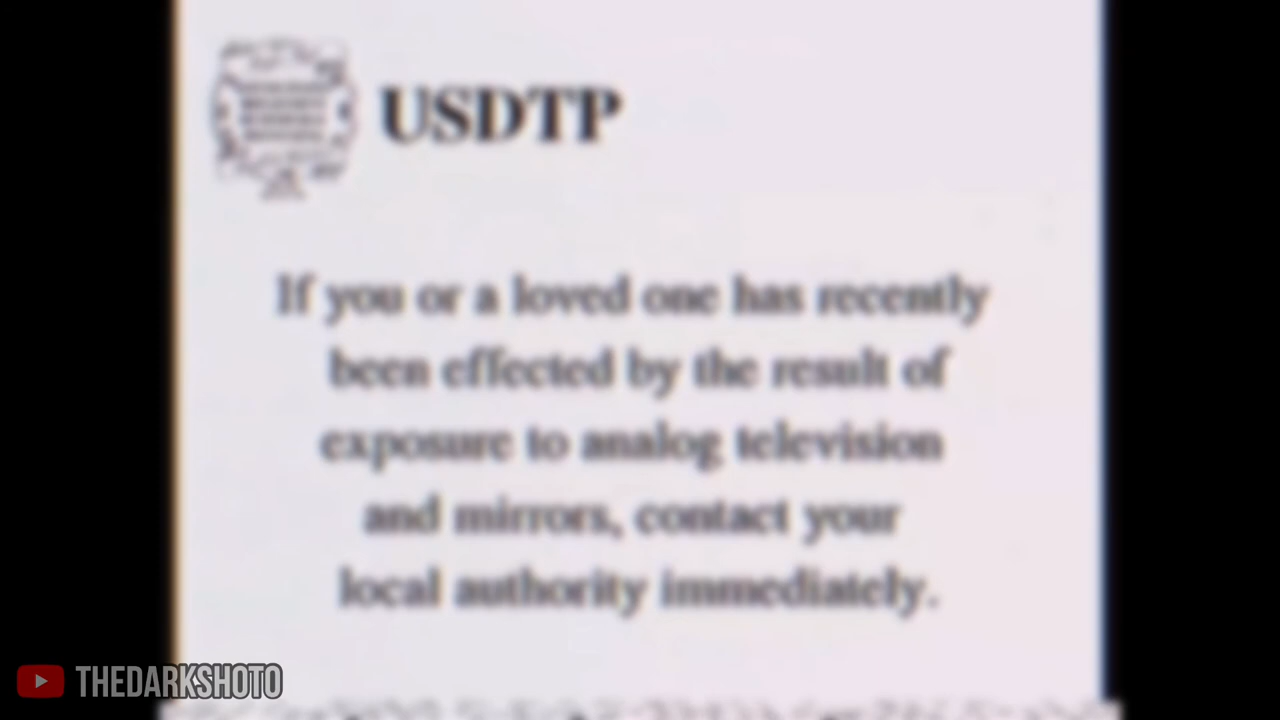 USDTP
If you or a loved one has recently
been effected by the result of
exposure to analog television
and mirrors, contact your
local authority immediately.
THEDARKSHOTO